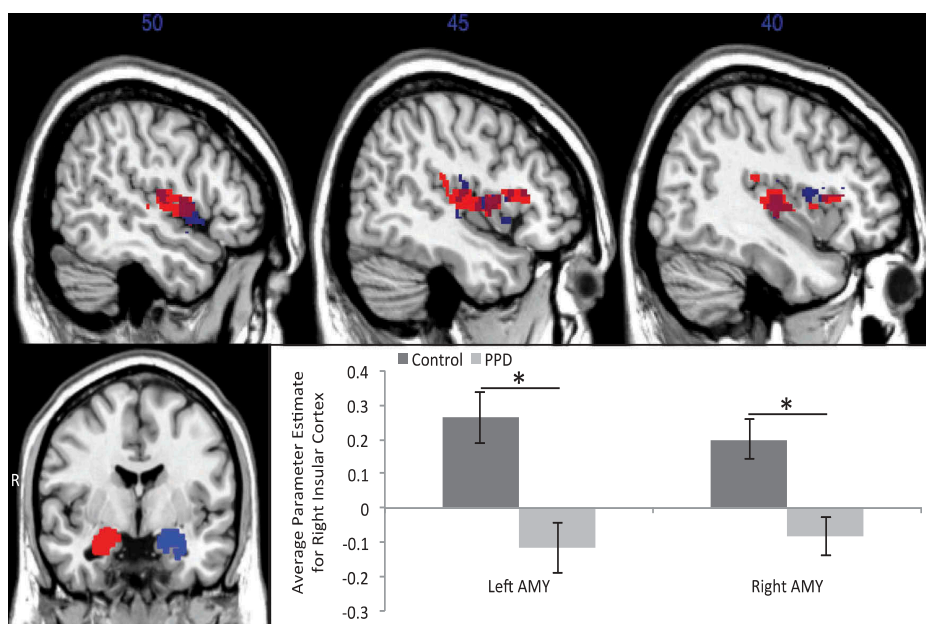 50
45
40
R
Control PPD
Average Parameter Estimate
for Right Insular Cortex
0.4
0.3
0.2
0.1
0
-0.1
-0.2
-0.3
*
*
Left AMY
Right AMY